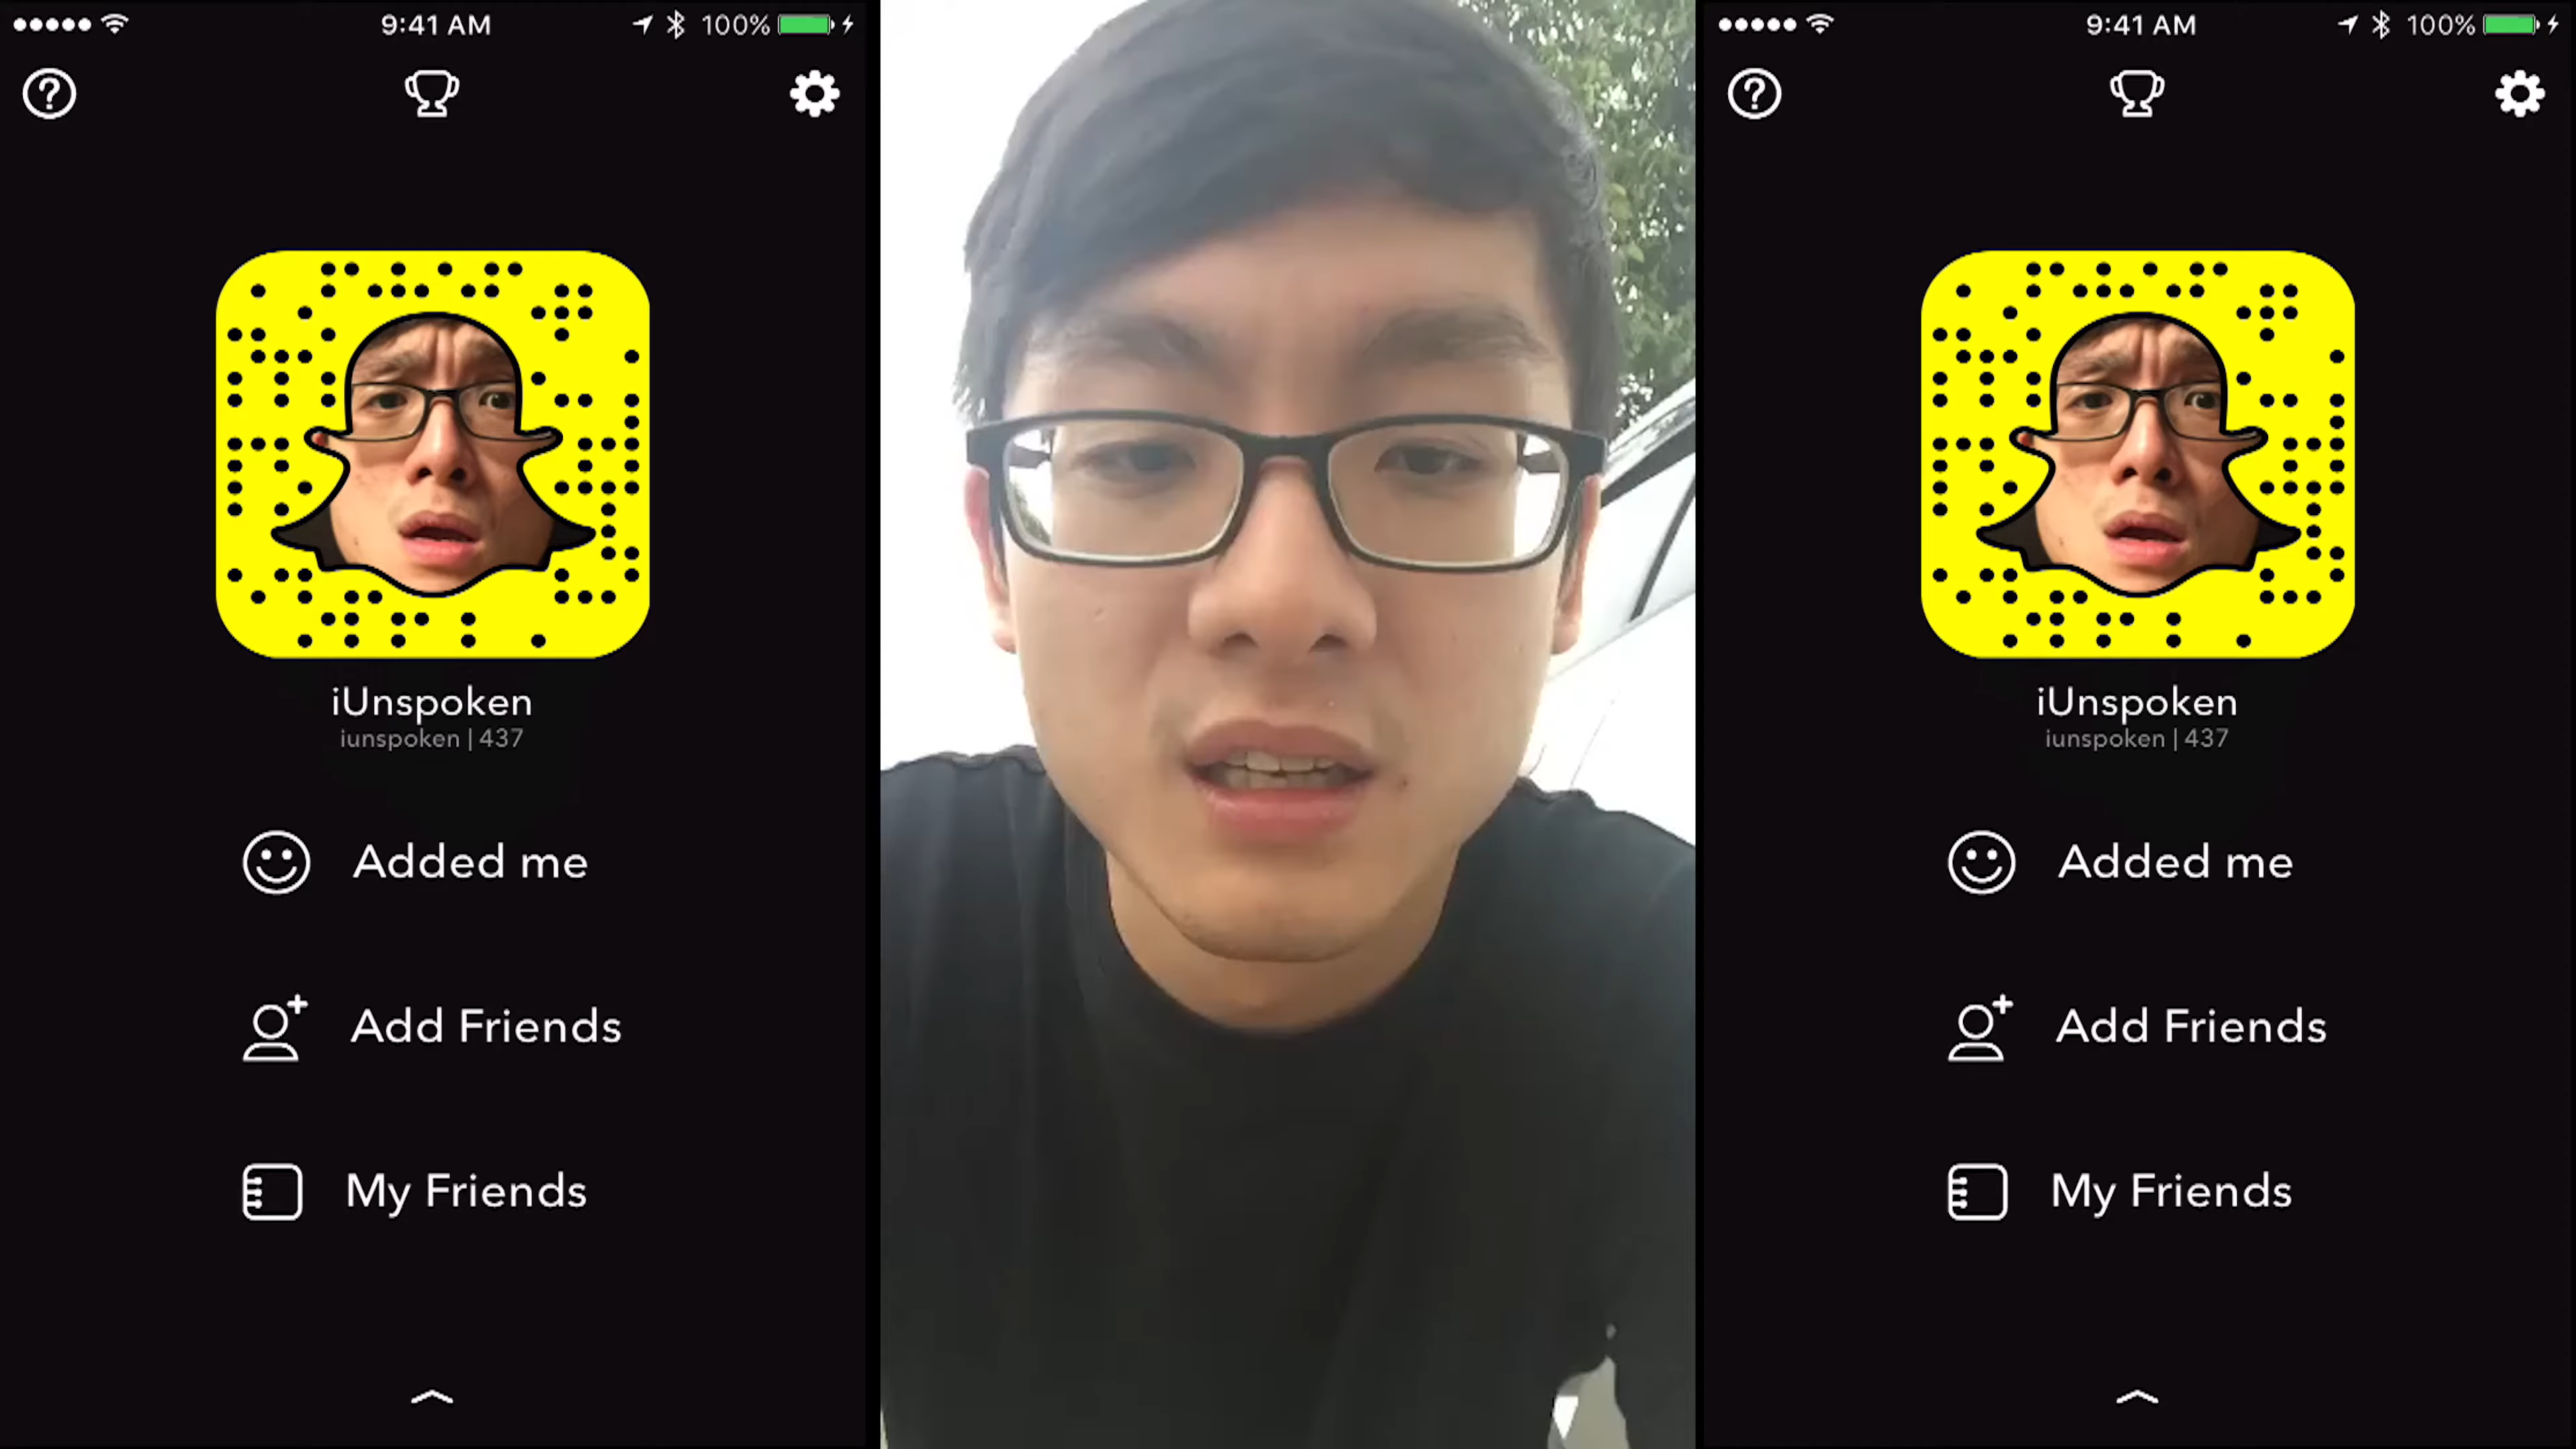 9:41 AM 100%
iUnspoken
iunspoken | 437
Added me
Add Friends
My Friends
9:41 AM 100%
iUnspoken
iunspoken | 437
Added me
Add Friends
My Friends